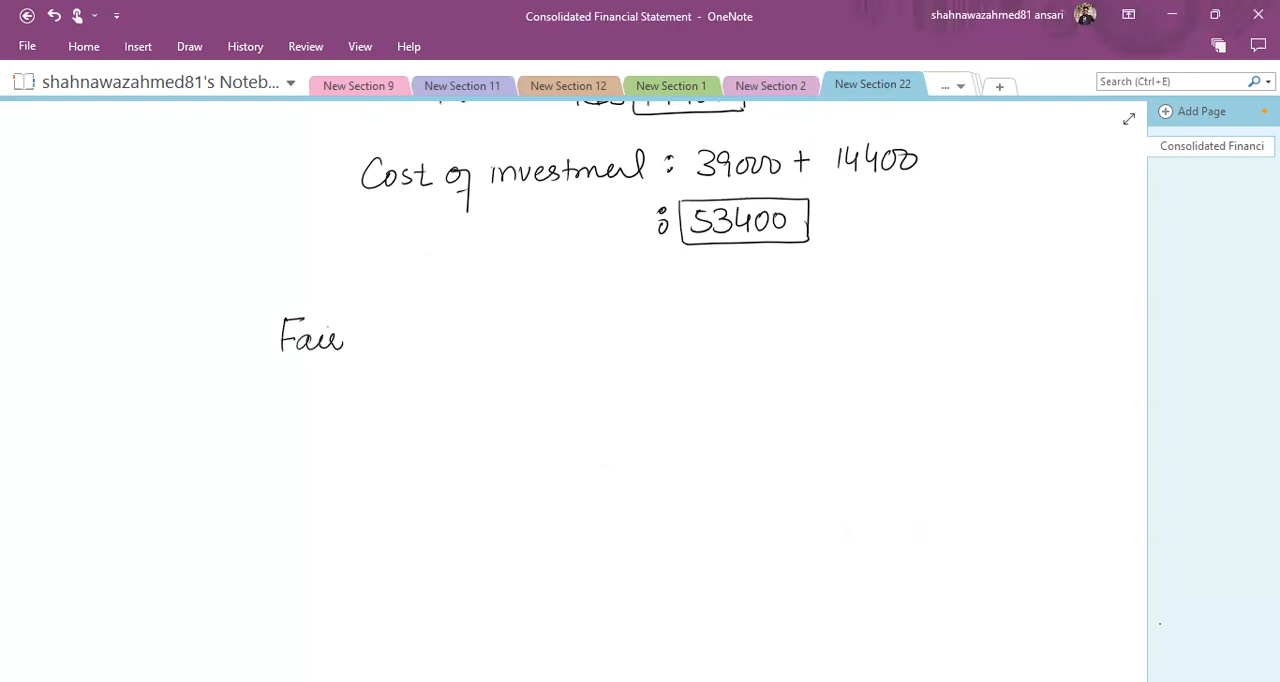 Consolidated Financial Statement - OneNote
shahnawazahmed81 ansari
File Home Insert Draw History Review View Help
shahnawazahmed81's Noteb... New Section 9 New Section 11 New Section 12 New Section 1 New Section 2 New Section 22 ... Search (Ctrl+E)
Add Page
Consolidated Financi
Cost of investment : 39000 + 14400
: 53400
Fair